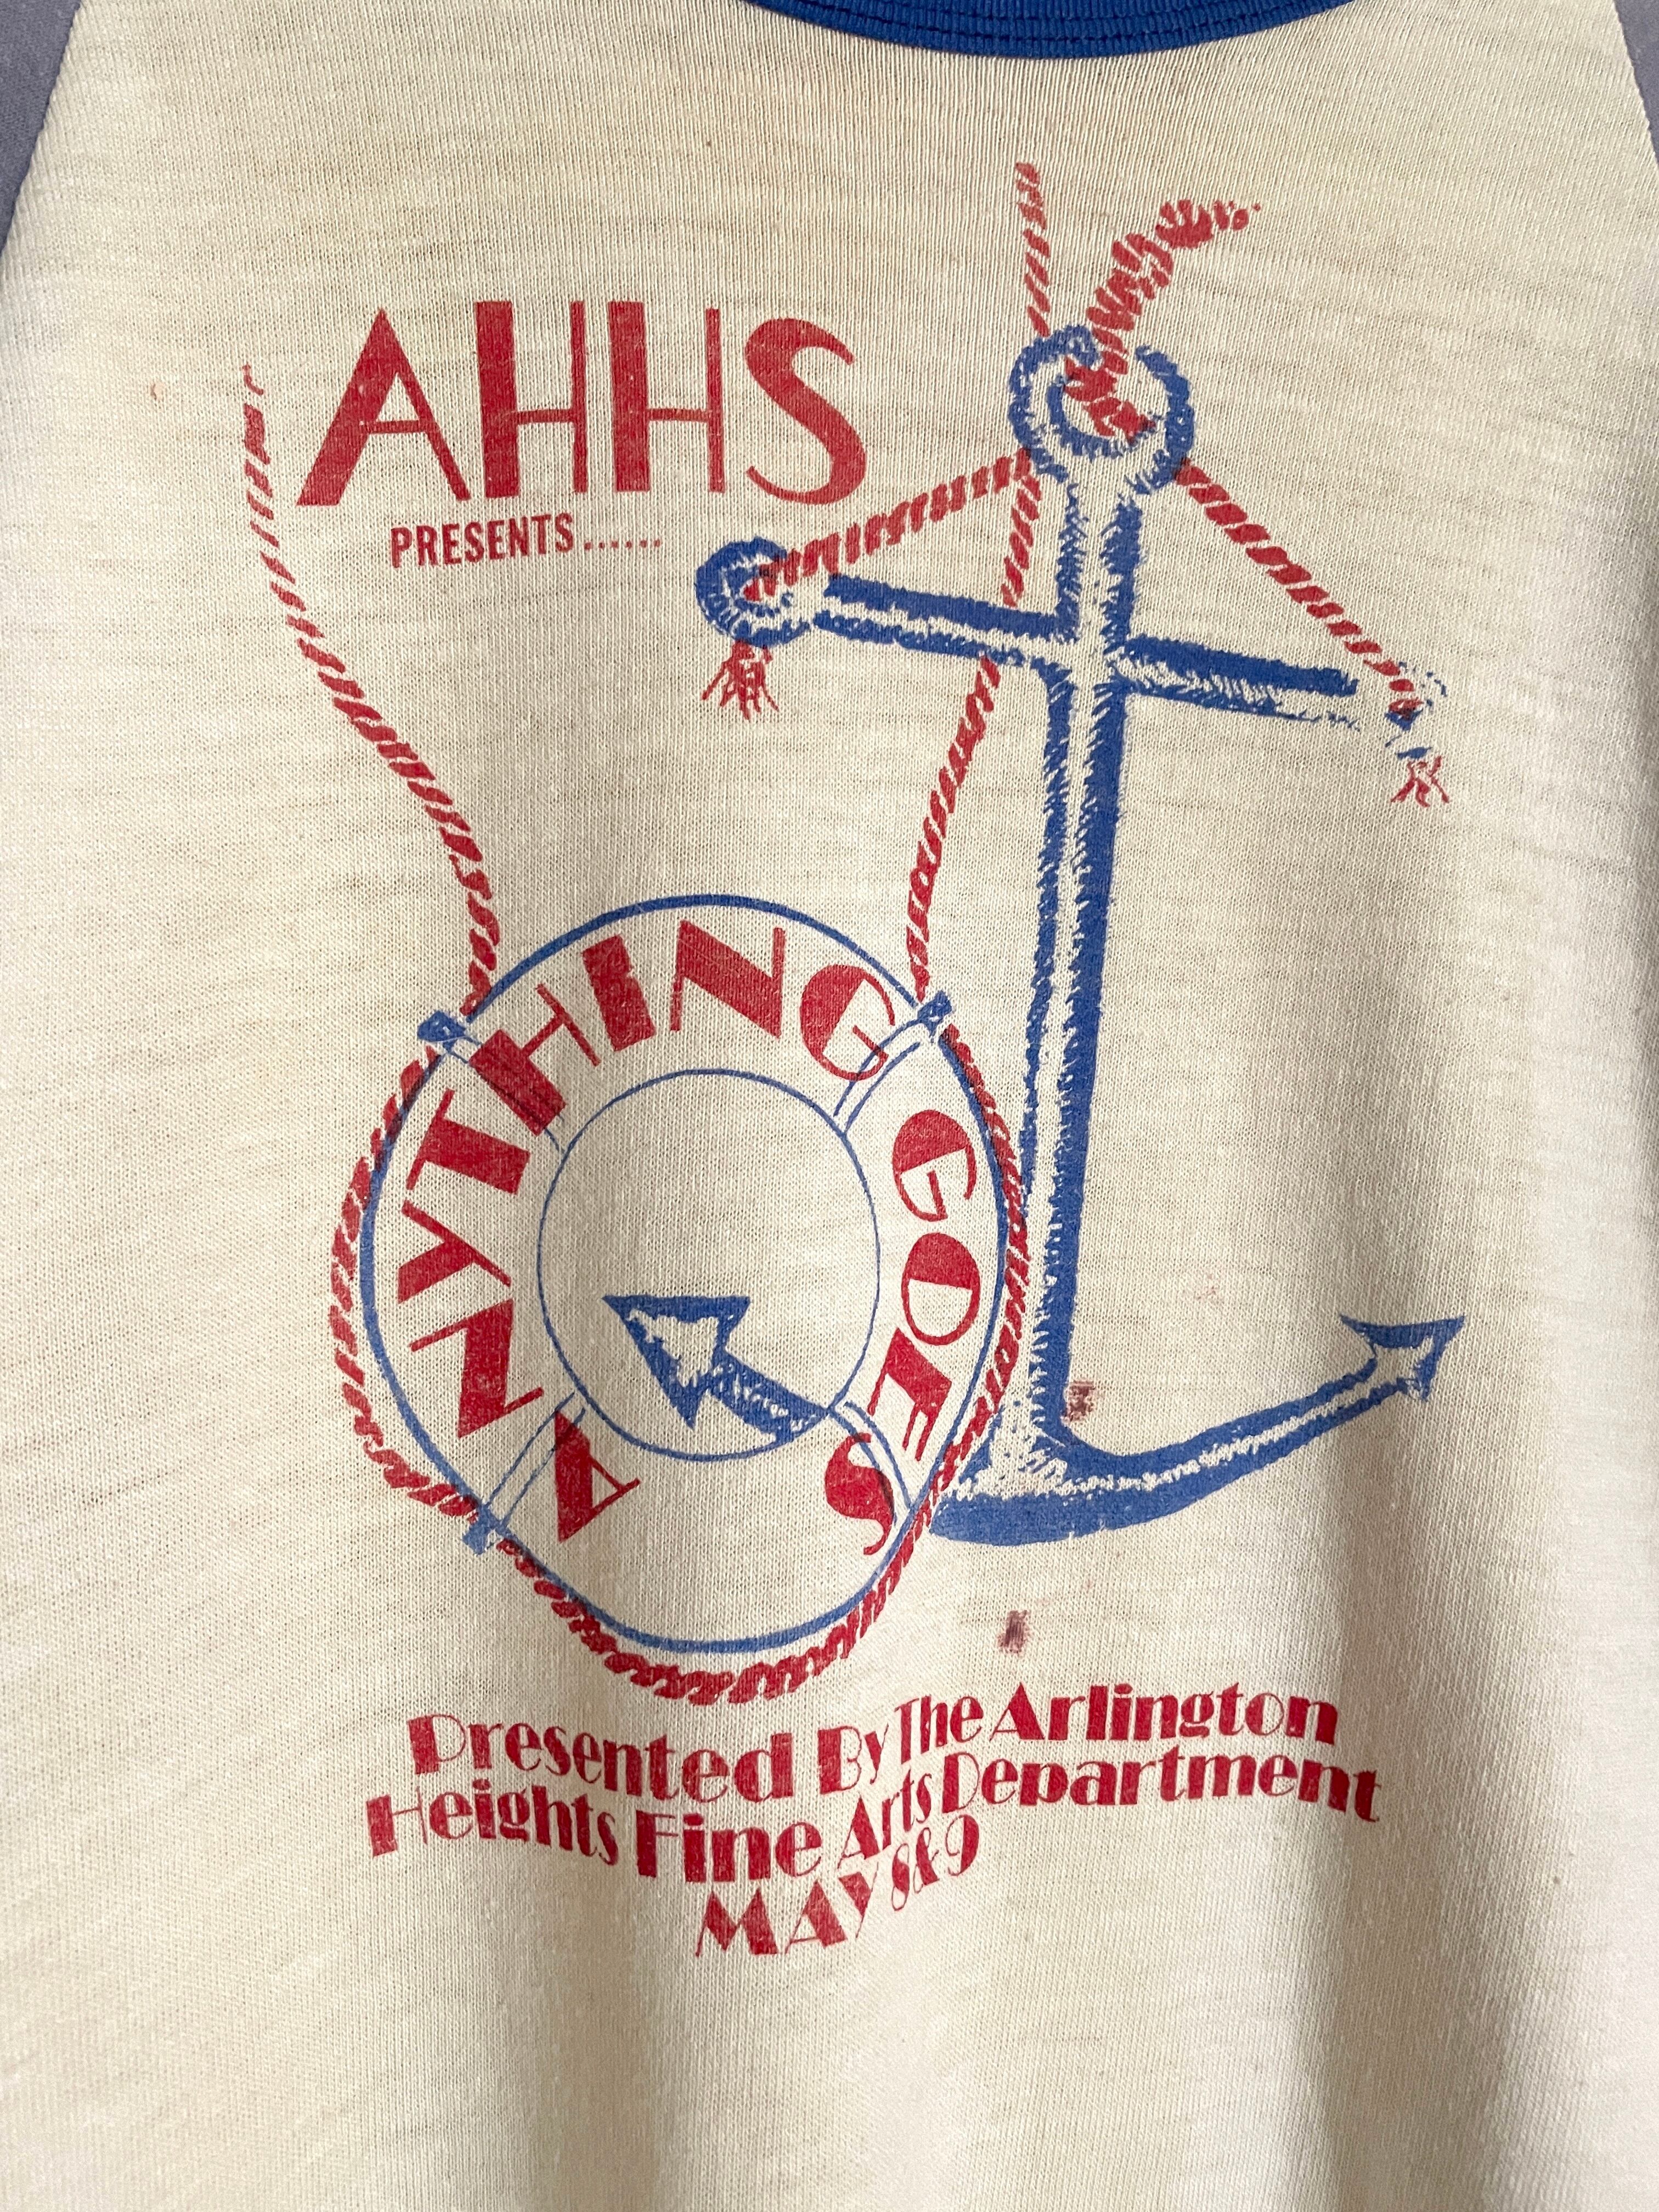 AHHS
PRESENTS......
ANYTHING GOES
Presented By The Arlington
Heights Fine Arts Department
MAY 8&9